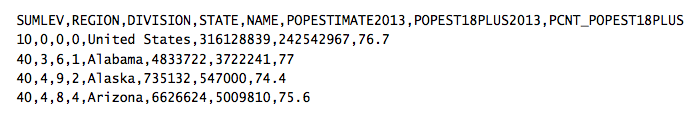 SUMLEV,REGION,DIVISION,STATE,NAME,POPESTIMATE2013,POPEST18PLUS2013,PCNT_POPEST18PLUS
10,0,0,0,United States,316128839,242542967,76.7
40,3,6,1,Alabama,4833722,3722241,77
40,4,9,2,Alaska,735132,547000,74.4
40,4,8,4,Arizona,6626624,5009810,75.6